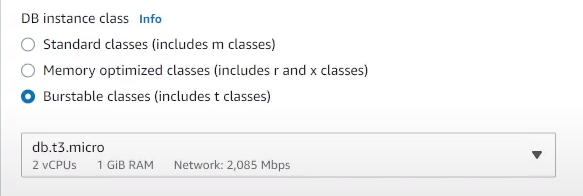 DB instance class Info
Standard classes (includes m classes)
Memory optimized classes (includes r and x classes)
Burstable classes (includes t classes)
db.t3.micro
2 vCPUs 1 GiB RAM Network: 2,085 Mbps